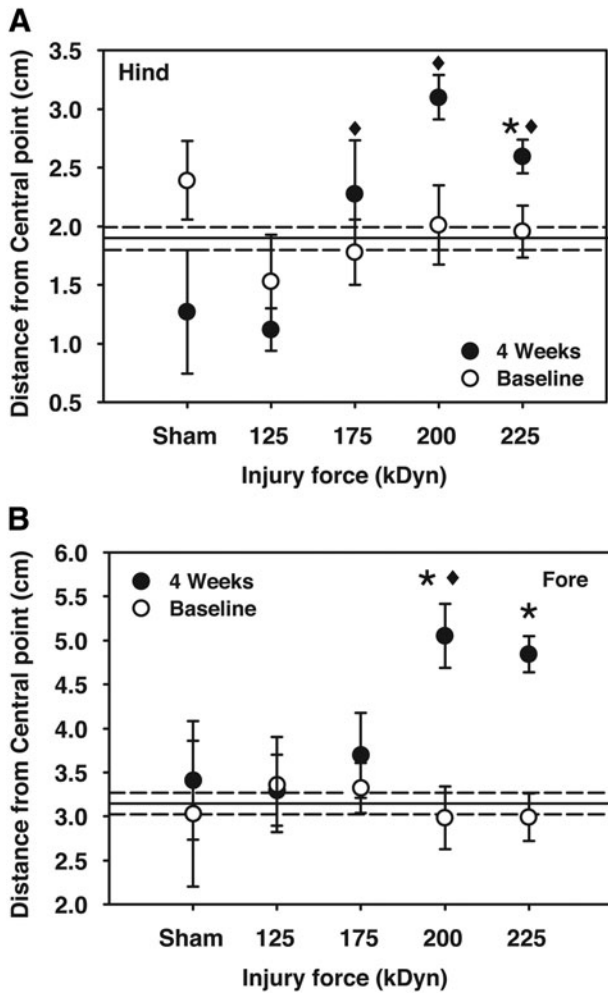 A
Distance from Central point (cm)
Hind
3.5
3.0
2.5
2.0
1.5
1.0
0.5
* ♦
4 Weeks
Baseline
Sham 125 175 200 225
Injury force (kDyn)
B
Distance from Central point (cm)
6.0
5.5
5.0
4.5
4.0
3.5
3.0
2.5
2.0
4 Weeks
Baseline
* ♦
*
Fore
Sham 125 175 200 225
Injury force (kDyn)